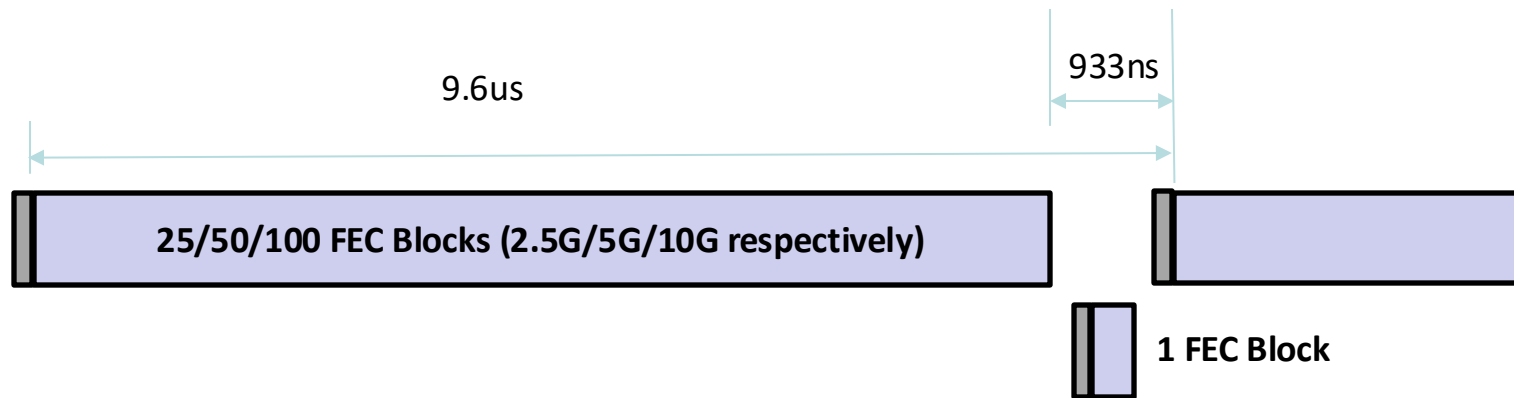 933ns
9.6us
25/50/100 FEC Blocks (2.5G/5G/10G respectively)
1 FEC Block